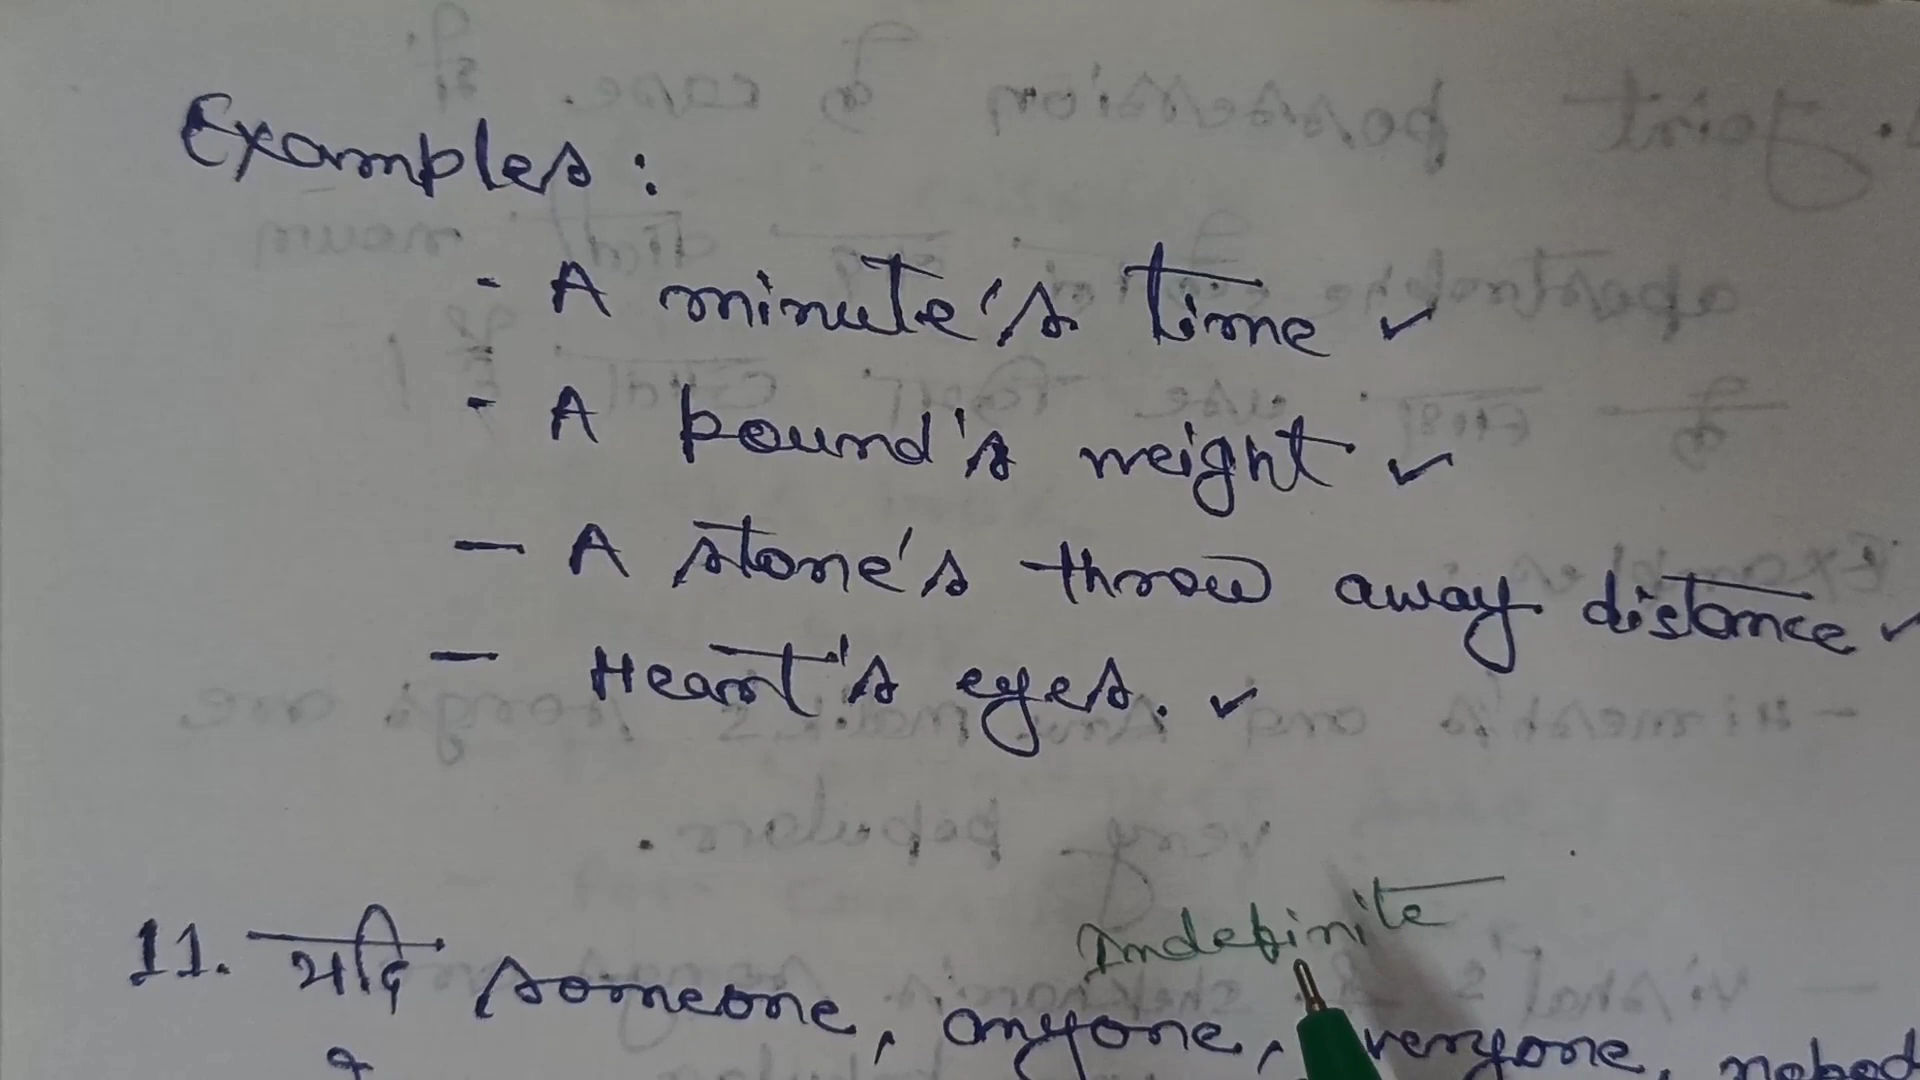 Examples :
- A minute's time ✓
- A pound's weight ✓
- A stone's throw away distance ✓
- Heart's eyes. ✓
Indefinite
11. यदि someone, anyone, everyone, nobod